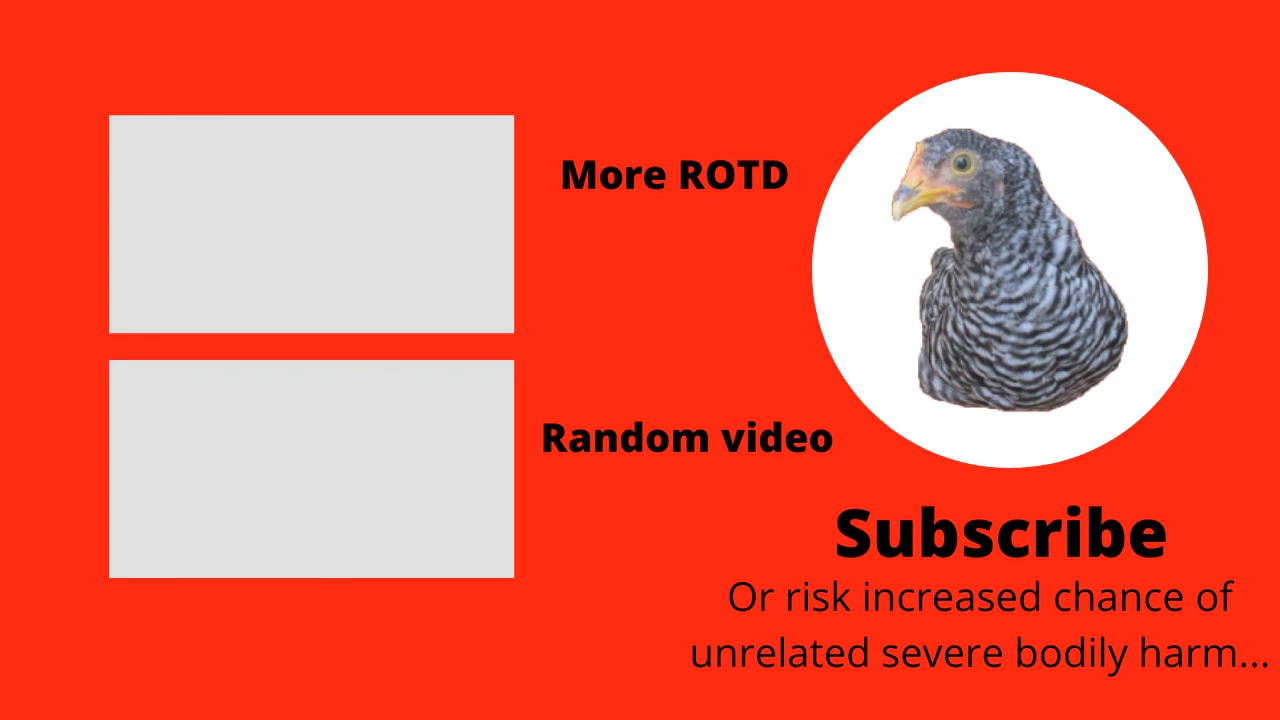 More ROTD
Random video
Subscribe
Or risk increased chance of
unrelated severe bodily harm...